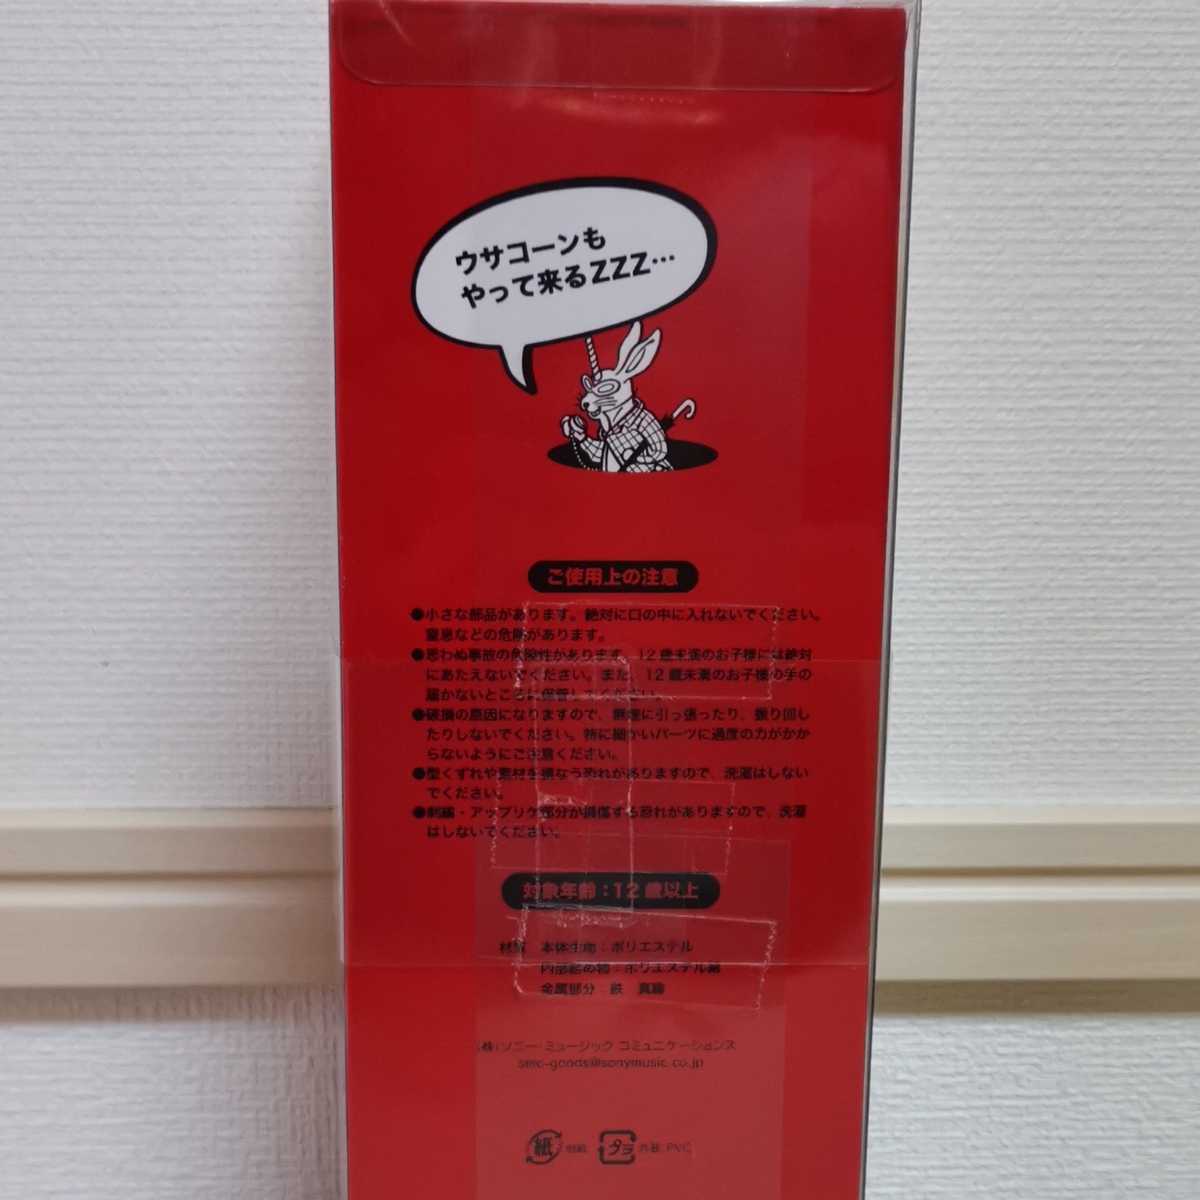 ウサコーンも
やって来るZZZ…
ご使用上の注意
●小さな部品があります。絶対に口の中に入れないでください。
窒息などの危険があります。
●思わぬ事故の危険性があります。12歳未満のお子様には絶対
にあたえないでください。また、12歳未満のお子様の手の
届かないところに保管してください。
●破損の原因になりますので、無理に引っ張ったり、振り回し
たりしないでください。特に細かいパーツに過度の力がかか
らないようにご注意ください。
●型くずれや素材を損なう恐れがありますので、洗濯はしない
でください。
●刺繍・アップリケ部分が損傷する恐れがありますので、洗濯
はしないでください。
対象年齢：12歳以上
材質 本体生地：ポリエステル
内部詰め物：ポリエステル綿
金属部分：鉄 真鍮
(株)ソニー・ミュージックコミュニケーションズ
smc-goods@sonymusic.co.jp
紙 台紙 プラ 外装：PVC